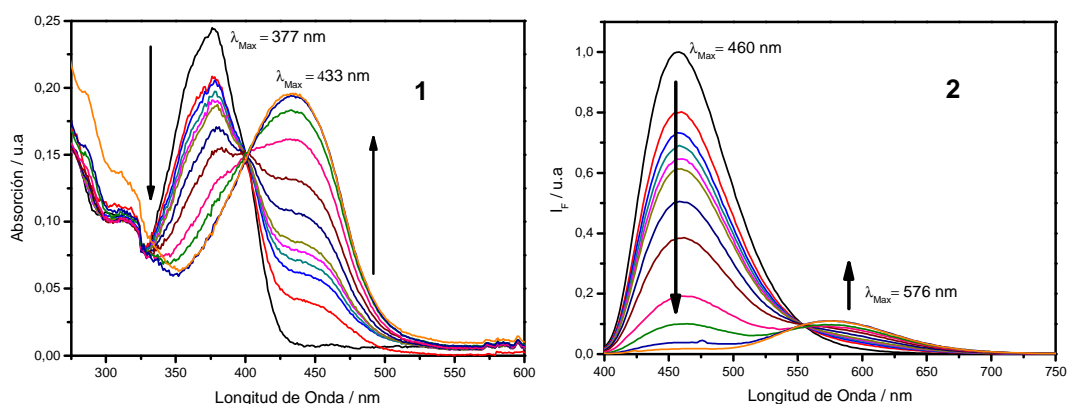 0,25
0,20
0,15
0,10
0,05
0,00
Absorción / u.a
300 350 400 450 500 550 600
Longitud de Onda / nm
λMax = 377 nm
λMax = 433 nm
1
1,0
0,8
0,6
0,4
0,2
0,0
IF / u.a
400 450 500 550 600 650 700 750
Longitud de Onda / nm
λMax = 460 nm
λMax = 576 nm
2